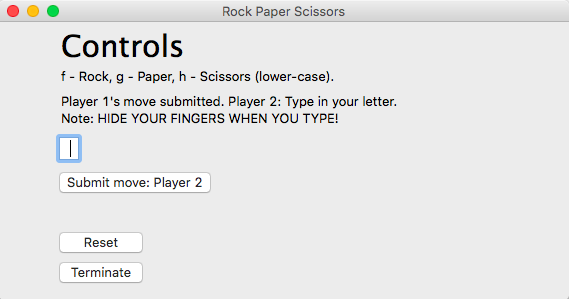 Rock Paper Scissors
Controls
f - Rock, g - Paper, h - Scissors (lower-case).
Player 1's move submitted. Player 2: Type in your letter.
Note: HIDE YOUR FINGERS WHEN YOU TYPE!
Submit move: Player 2
Reset
Terminate